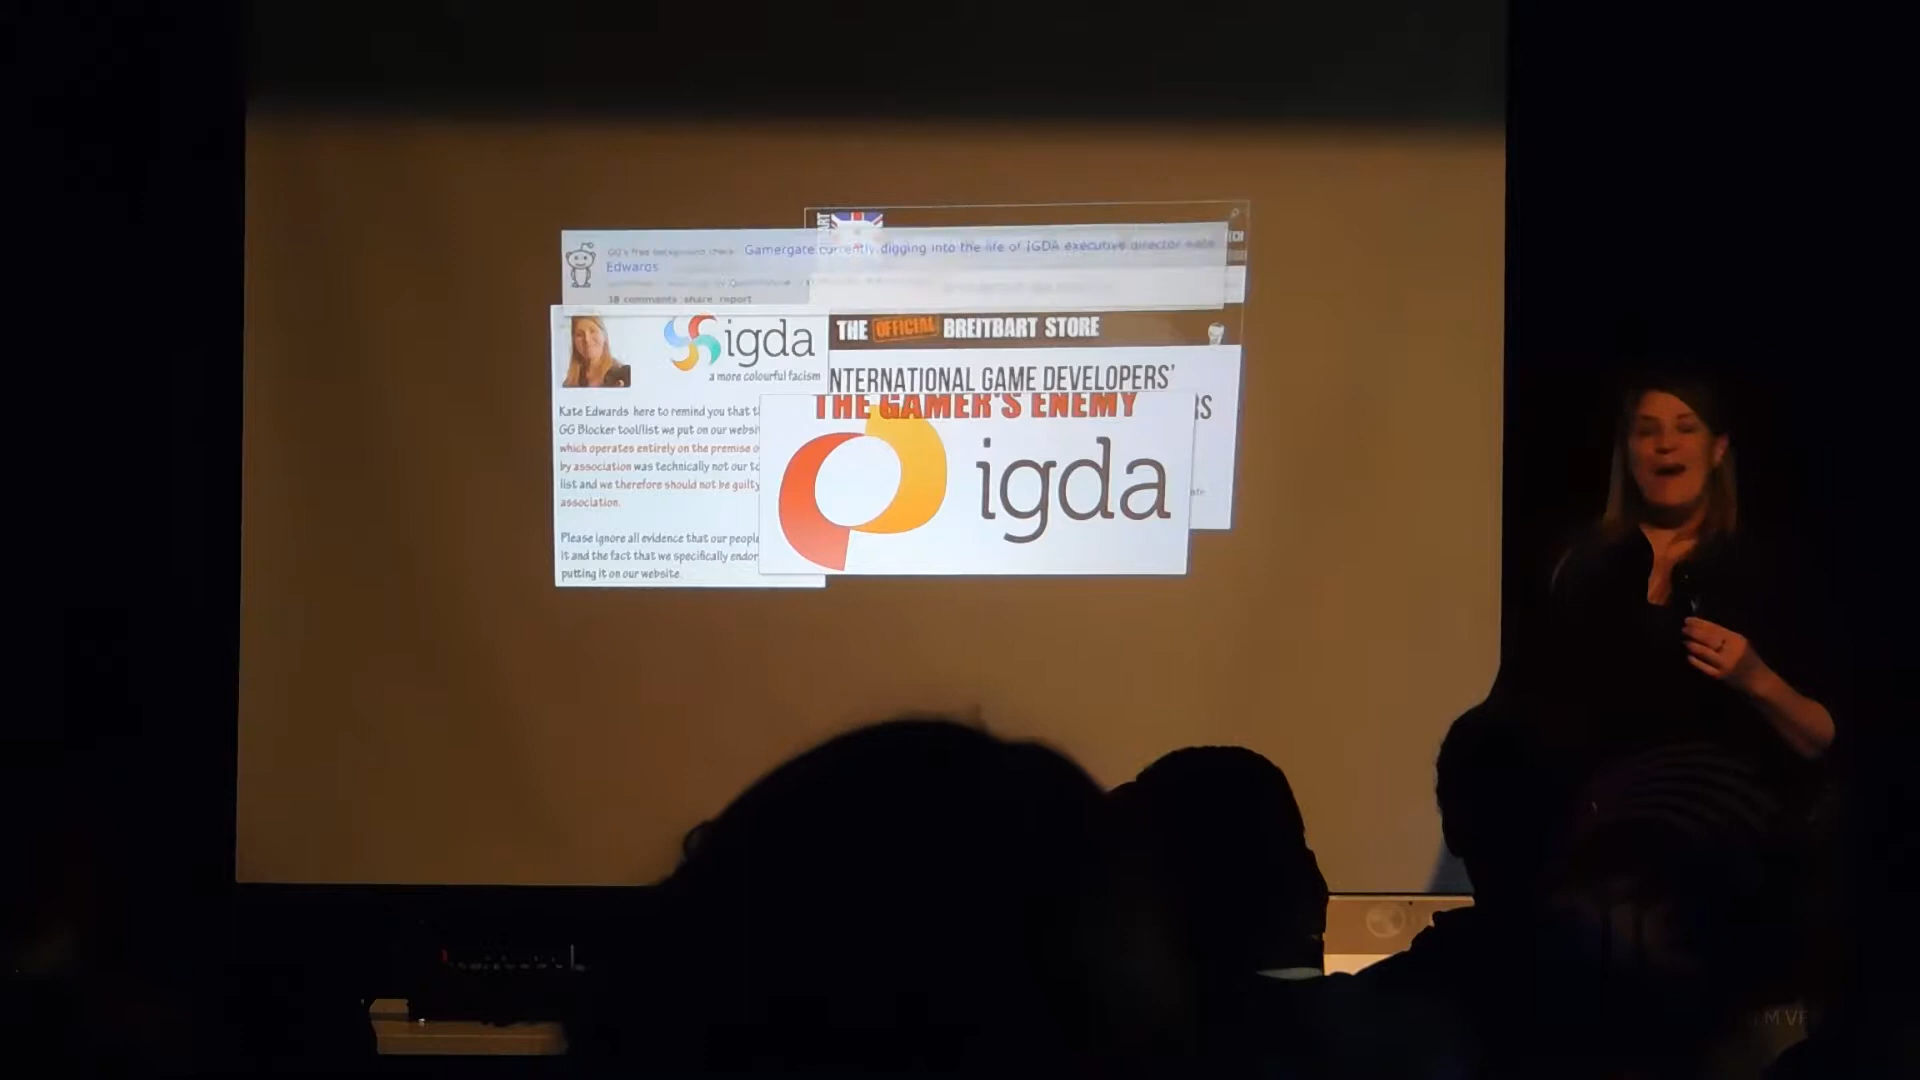 Gamergate currently digging into the life of IGDA executive director
Edwards
18 comments share report
TECH
THE OFFICIAL BREITBART STORE
igda
a more colourful facism
NTERNATIONAL GAME DEVELOPERS'
THE GAMER'S ENEMY
igda
Kate Edwards here to remind you that
GG Blocker tool/list we put on our
which operates entirely on the premise
by association was technically not our
list and we therefore should not be guilty
association.
Please ignore all evidence that our people
it and the fact that we specifically
putting it on our website.